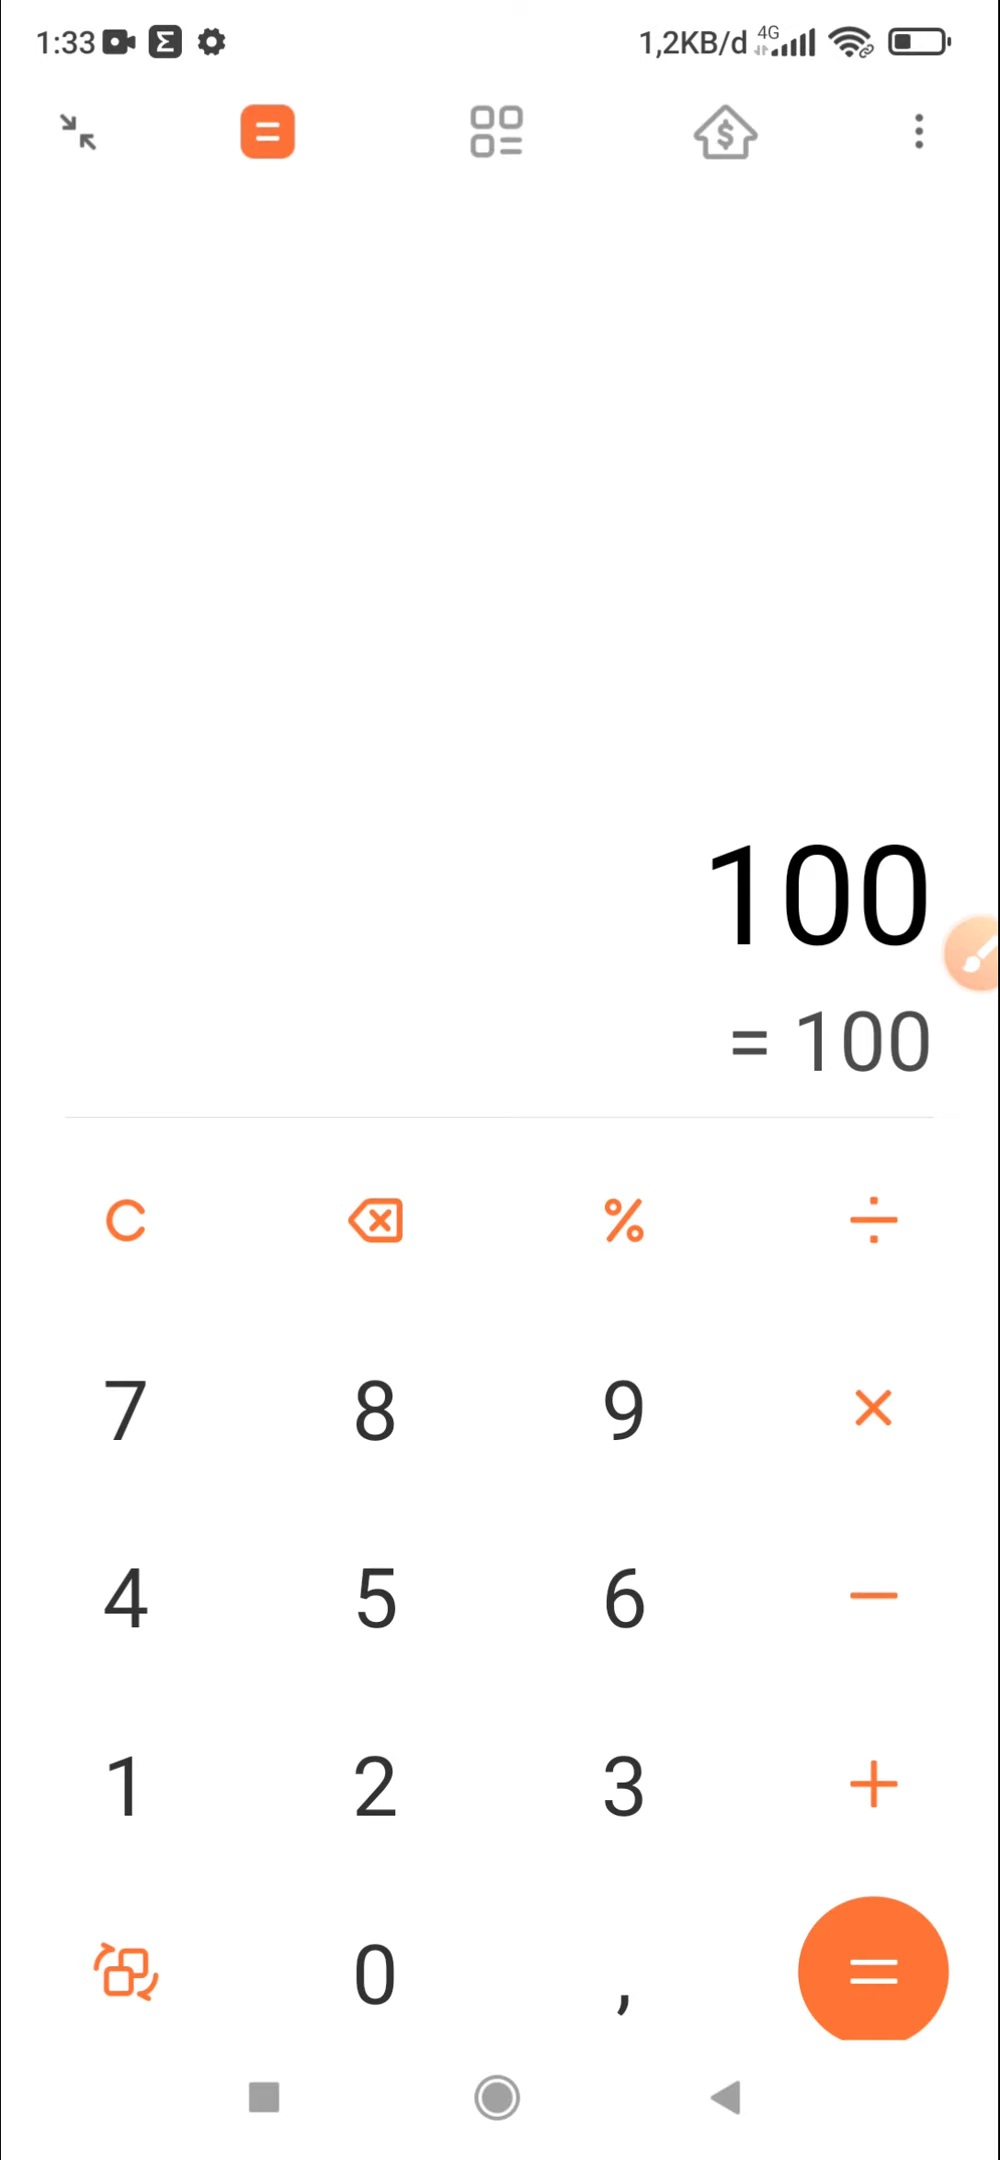 1:33 1,2KB/d 4G
100
= 100
C % ÷
7 8 9 ×
4 5 6 −
1 2 3 +
0 , =